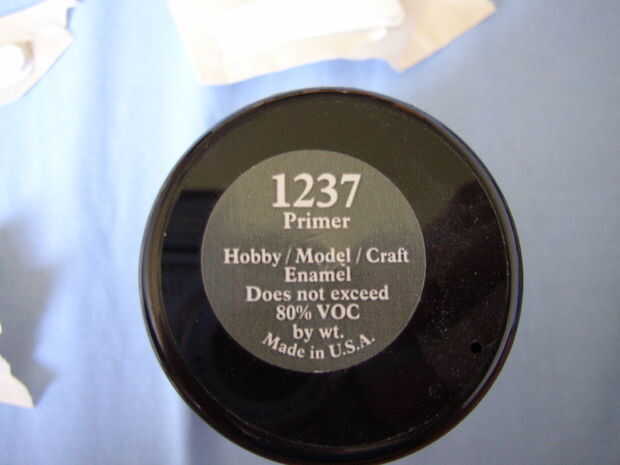 1237
Primer
Hobby / Model / Craft
Enamel
Does not exceed
80% VOC
by wt.
Made in U.S.A.